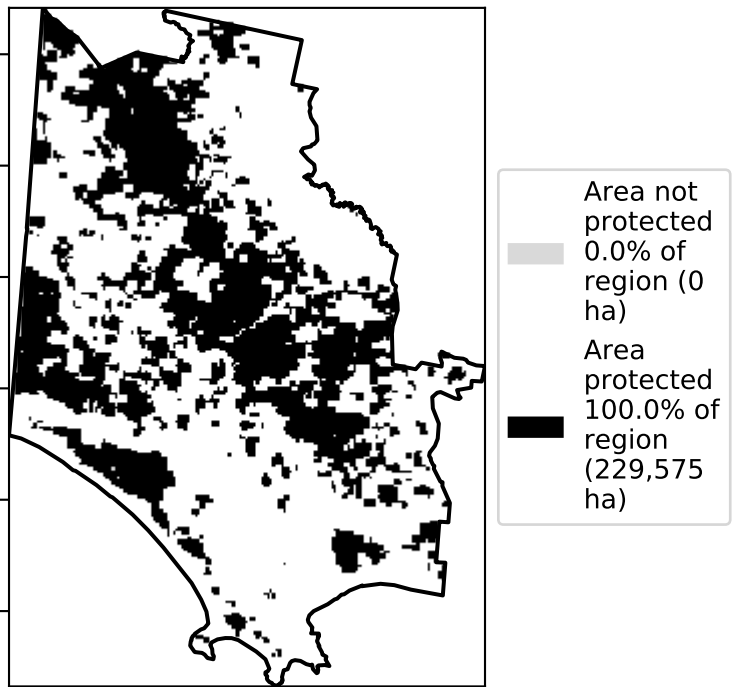 Area not
protected
0.0% of
region (0
ha)
Area
protected
100.0% of
region
(229,575
ha)